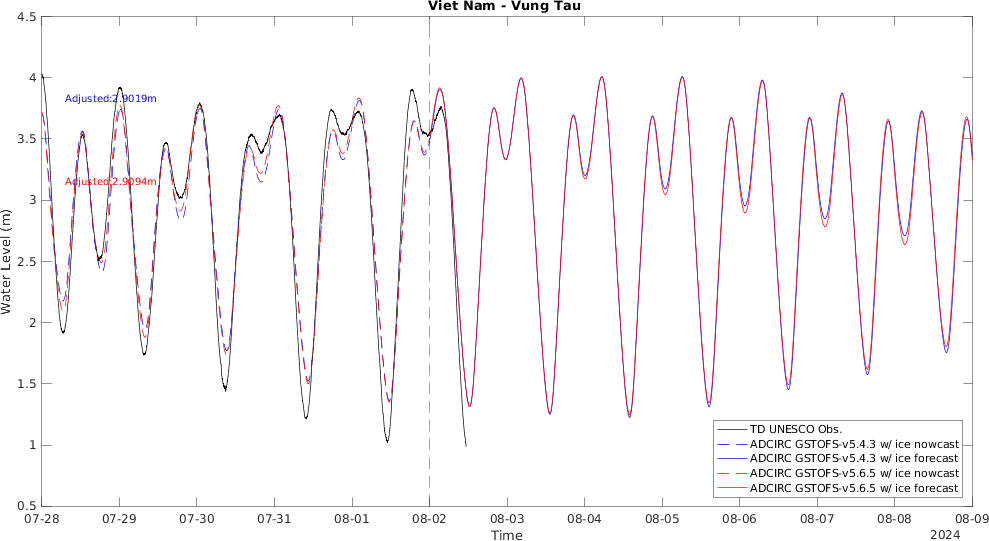 Viet Nam - Vung Tau
4.5
4
3.5
3
2.5
2
1.5
1
0.5
Water Level (m)
Adjusted:2.9019m
Adjusted:2.9094m
TD UNESCO Obs.
ADCIRC GSTOFS-v5.4.3 w/ ice nowcast
ADCIRC GSTOFS-v5.4.3 w/ ice forecast
ADCIRC GSTOFS-v5.6.5 w/ ice nowcast
ADCIRC GSTOFS-v5.6.5 w/ ice forecast
07-28 07-29 07-30 07-31 08-01 08-02 08-03 08-04 08-05 08-06 08-07 08-08 08-09
Time
2024